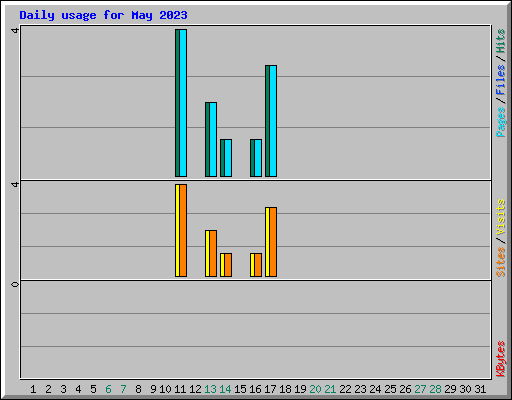 Daily usage for May 2023
4
Pages/Files/Hits
4
Sites/Visits
0
KBytes
1 2 3 4 5 6 7 8 9 10 11 12 13 14 15 16 17 18 19 20 21 22 23 24 25 26 27 28 29 30 31